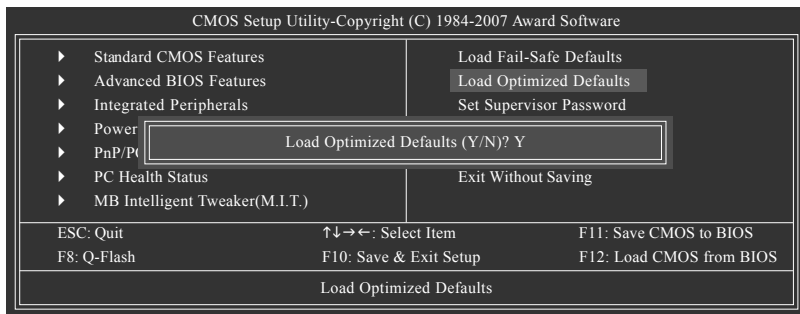 CMOS Setup Utility-Copyright (C) 1984-2007 Award Software
Standard CMOS Features
Advanced BIOS Features
Integrated Peripherals
Power
PnP/P
PC Health Status
MB Intelligent Tweaker(M.I.T.)
Load Fail-Safe Defaults
Load Optimized Defaults
Set Supervisor Password
Exit Without Saving
Load Optimized Defaults (Y/N)? Y
ESC: Quit ↑↓→←: Select Item F11: Save CMOS to BIOS
F8: Q-Flash F10: Save & Exit Setup F12: Load CMOS from BIOS
Load Optimized Defaults